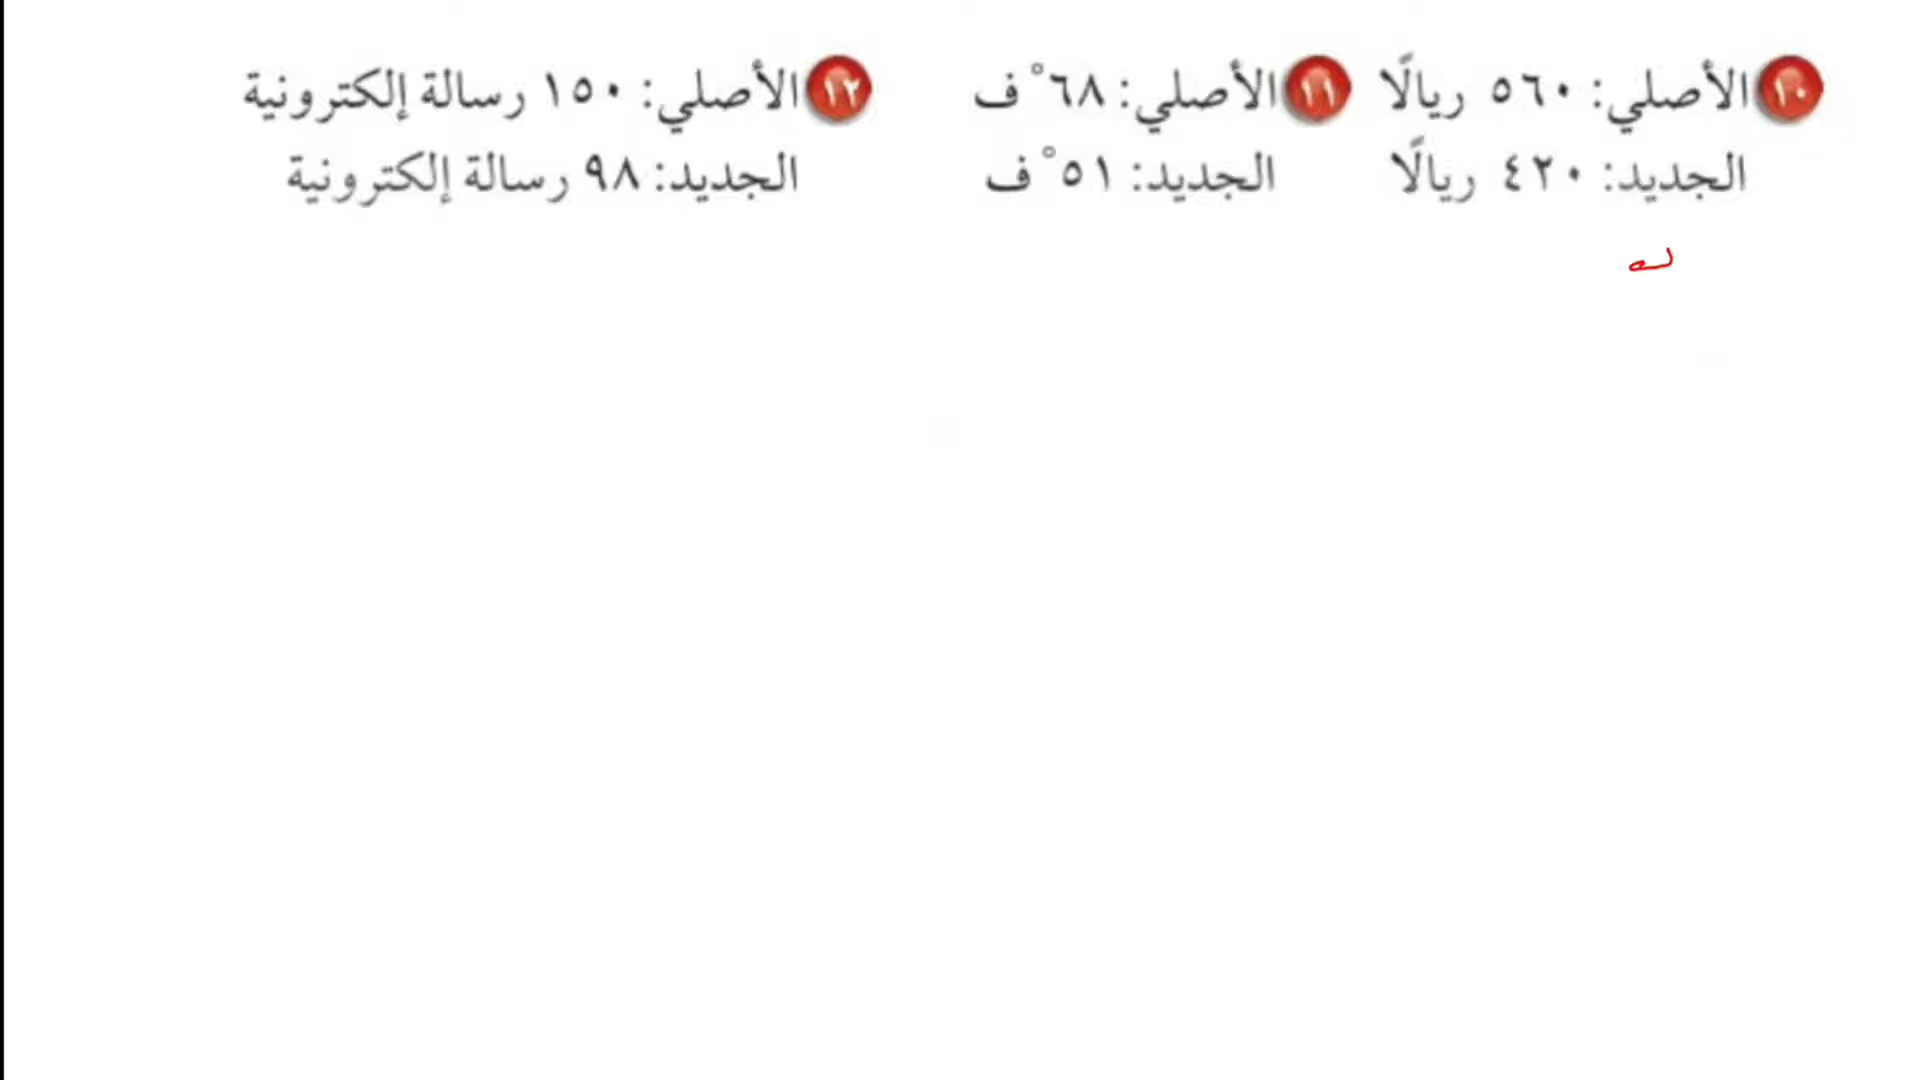 ١٠ الأصلي: ٥٦٠ ريالًا
الجديد: ٤٢٠ ريالًا
١١ الأصلي: ٦٨° ف
الجديد: ٥١° ف
١٢ الأصلي: ١٥٠ رسالة إلكترونية
الجديد: ٩٨ رسالة إلكترونية